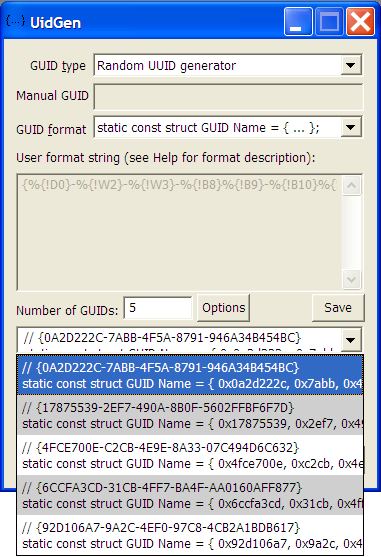 {...} UidGen
GUID type Random UUID generator
Manual GUID
GUID format static const struct GUID Name = { ... };
User format string (see Help for format description):
{%{!D0}-%{!W2}-%{!W3}-%{!B8}%{!B9}-%{!B10}%{
Number of GUIDs: 5 Options Save
// {0A2D222C-7ABB-4F5A-8791-946A34B454BC}
// {0A2D222C-7ABB-4F5A-8791-946A34B454BC}
static const struct GUID Name = { 0x0a2d222c, 0x7abb, 0x4
// {17875539-2EF7-490A-8B0F-5602FFBF6F7D}
static const struct GUID Name = { 0x17875539, 0x2ef7, 0x49
// {4FCE700E-C2CB-4E9E-8A33-07C494D6C632}
static const struct GUID Name = { 0x4fce700e, 0xc2cb, 0x4e
// {6CCFA3CD-31CB-4FF7-BA4F-AA0160AFF877}
static const struct GUID Name = { 0x6ccfa3cd, 0x31cb, 0x4f
// {92D106A7-9A2C-4EF0-97C8-4CB2A1BDB617}
static const struct GUID Name = { 0x92d106a7, 0x9a2c, 0x4